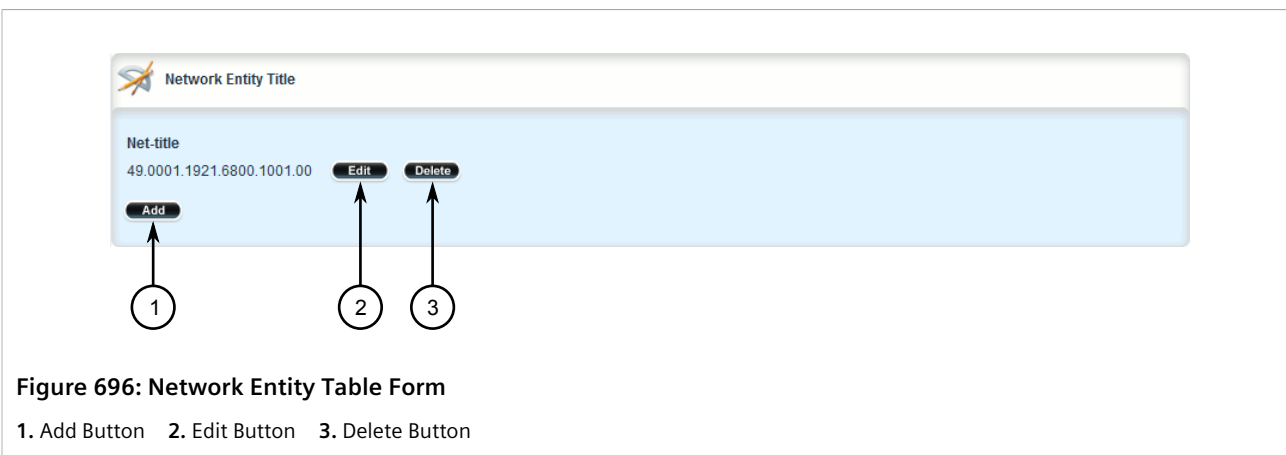 Network Entity Title
Net-title
49.0001.1921.6800.1001.00 Edit Delete
Add
1 2 3
Figure 696: Network Entity Table Form
1. Add Button 2. Edit Button 3. Delete Button